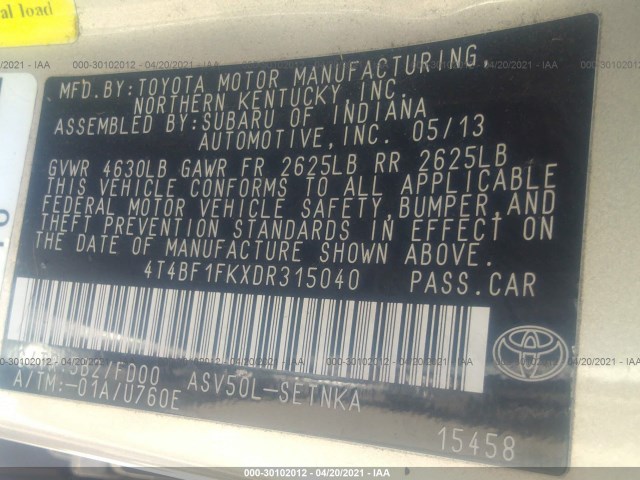 al load
000-30102012 - 04/20/2021 - IAA
MFD.BY:TOYOTA MOTOR MANUFACTURING,
NORTHERN KENTUCKY,INC.
ASSEMBLED BY:SUBARU OF INDIANA
AUTOMOTIVE,INC. 05/13
GVWR 4630LB GAWR FR 2625LB RR 2625LB
THIS VEHICLE CONFORMS TO ALL APPLICABLE
FEDERAL MOTOR VEHICLE SAFETY,BUMPER,AND
THEFT PREVENTION STANDARDS IN EFFECT ON
THE DATE OF MANUFACTURE SHOWN ABOVE.
4T4BF1FKXDR315040 PASS.CAR
/FD00 ASV50L-SETNKA
A/TM:-01A/U760E
15458
000-30102012 - 04/20/2021 - IAA